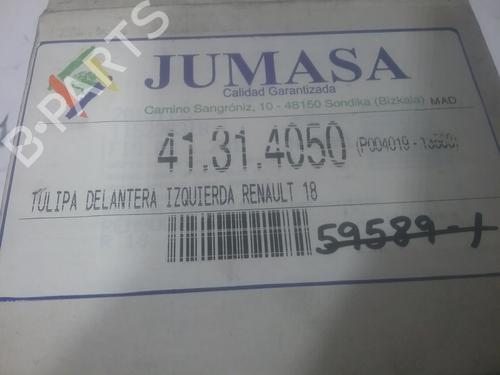 JUMASA
Calidad Garantizada
Camino Sangróniz, 10 - 48150 Sondika (Bizkaia) MAD
41.31.4050 (P004019 - 13500)
TULIPA DELANTERA IZQUIERDA RENAULT 18
59589-1
B-PARTS